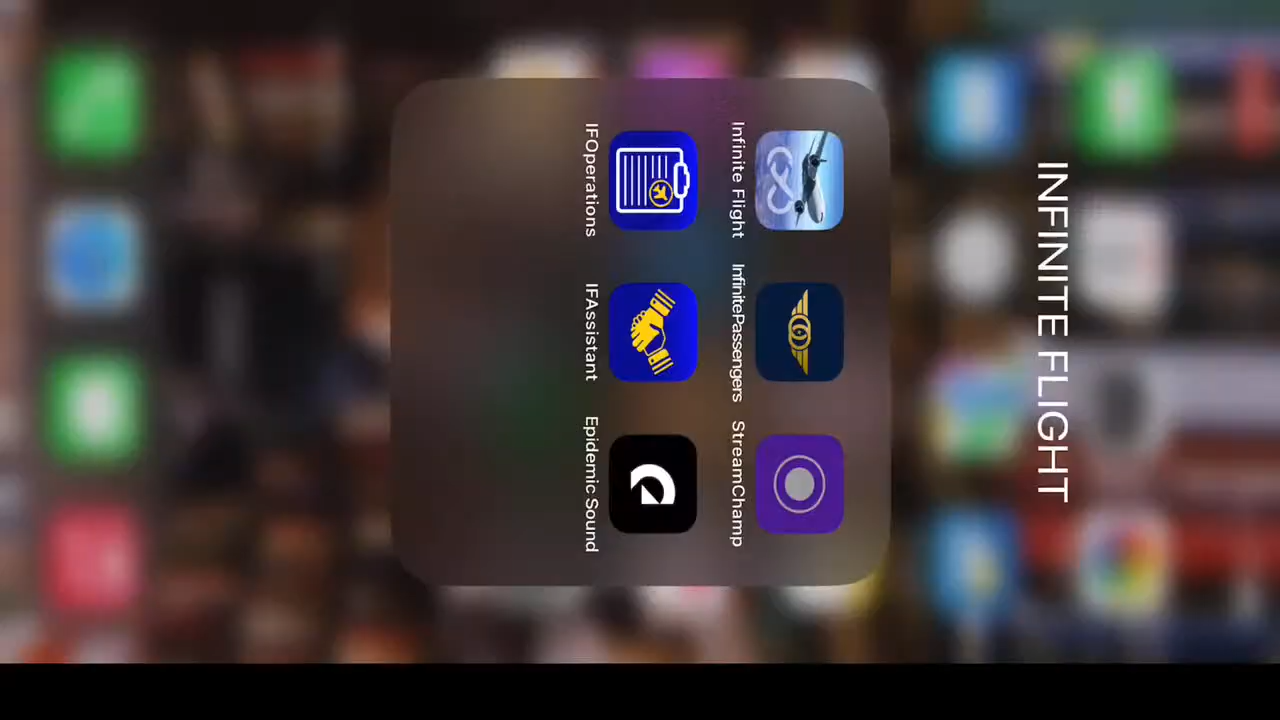 INFINITE FLIGHT
Infinite Flight
InfinitePassengers
StreamChamp
IFOperations
IFAssistant
Epidemic Sound